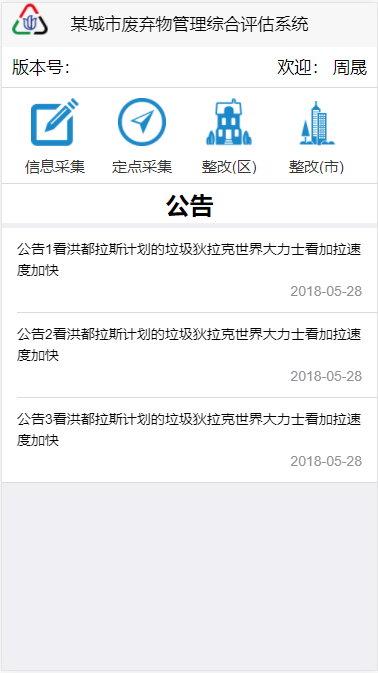 某城市废弃物管理综合评估系统
版本号： 欢迎： 周晟
信息采集 定点采集 整改(区) 整改(市)
公告
公告1看洪都拉斯计划的垃圾狄拉克世界大力士看加拉速
度加快
2018-05-28
公告2看洪都拉斯计划的垃圾狄拉克世界大力士看加拉速
度加快
2018-05-28
公告3看洪都拉斯计划的垃圾狄拉克世界大力士看加拉速
度加快
2018-05-28